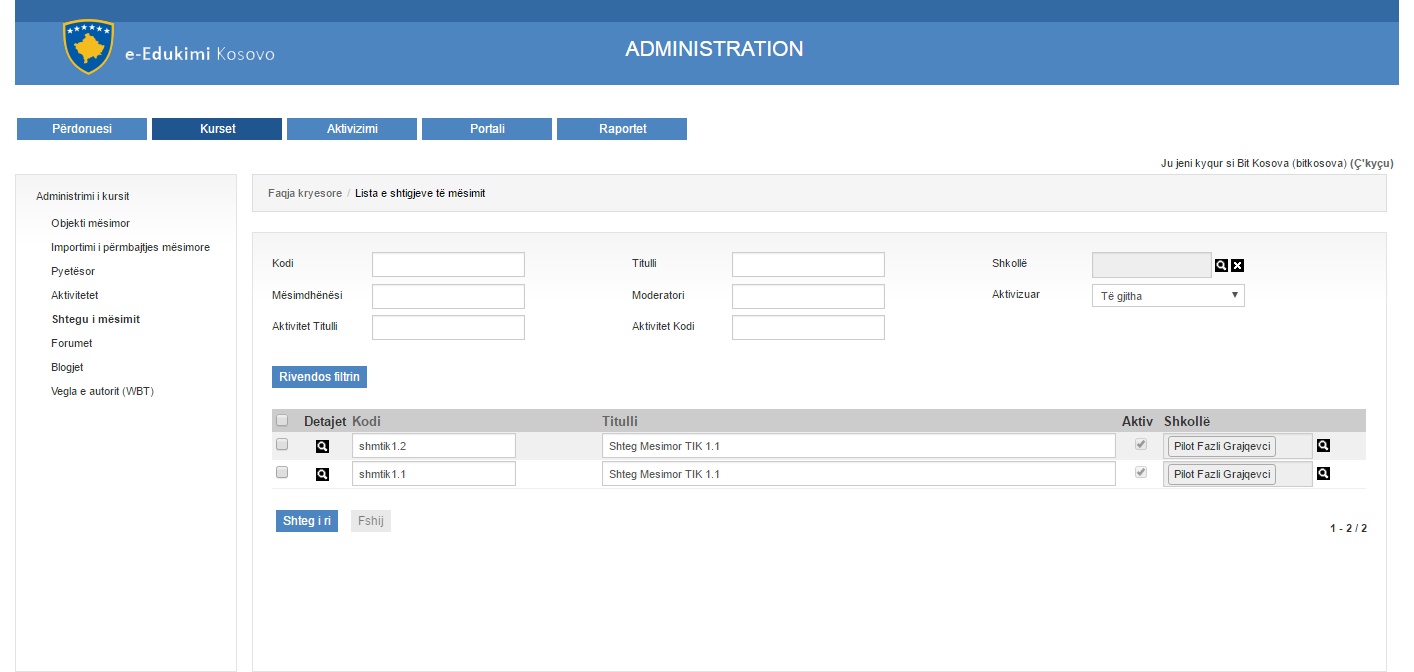 e-Edukimi Kosovo
ADMINISTRATION
Përdoruesi Kurset Aktivizimi Portali Raportet
Ju jeni kyqur si Bit Kosova (bitkosova) (Ç'kyçu)
Administrimi i kursit
Objekti mësimor
Importimi i përmbajtjes mësimore
Pyetësor
Aktivitetet
Shtegu i mësimit
Forumet
Blogjet
Vegla e autorit (WBT)
Faqja kryesore / Lista e shtigjeve të mësimit
Kodi Titulli Shkollë
Mësimdhënësi Moderatori Aktivizuar Të gjitha
Aktivitet Titulli Aktivitet Kodi
Rivendos filtrin
Detajet Kodi Titulli Aktiv Shkollë
shmtik1.2 Shteg Mesimor TIK 1.1 Pilot Fazli Grajqevci
shmtik1.1 Shteg Mesimor TIK 1.1 Pilot Fazli Grajqevci
Shteg i ri Fshij
1 - 2 / 2